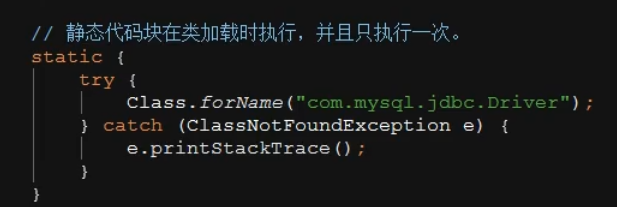 // 静态代码块在类加载时执行，并且只执行一次。
static {
    try {
        Class.forName("com.mysql.jdbc.Driver");
    } catch (ClassNotFoundException e) {
        e.printStackTrace();
    }
}